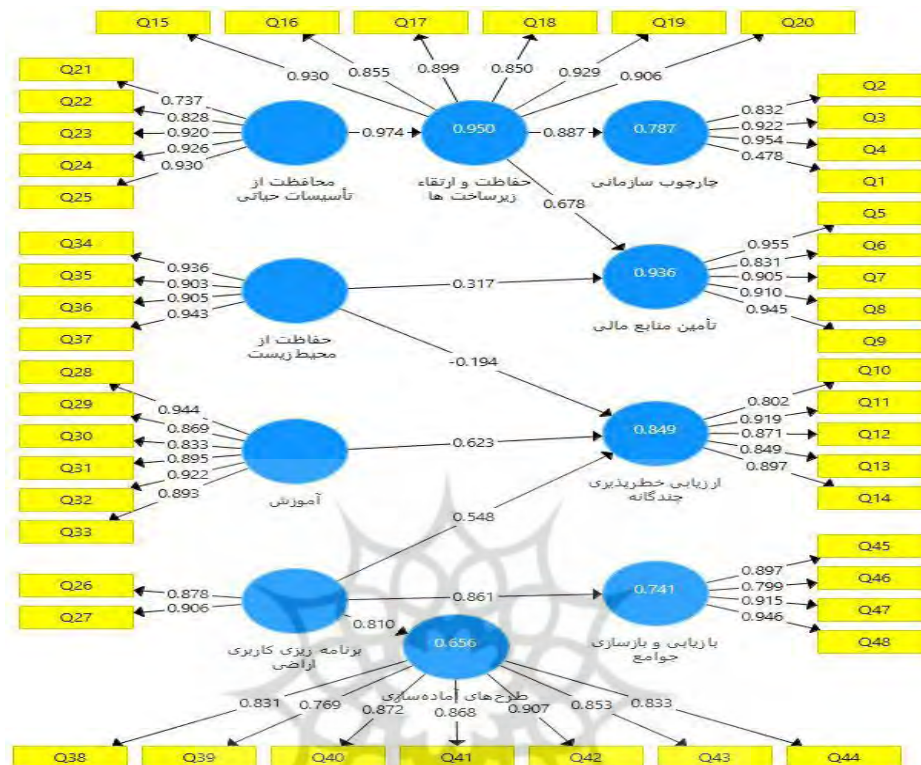 Q15 Q16 Q17 Q18 Q19 Q20
0.930 0.855 0.899 0.850 0.929 0.906
Q21
Q22
Q23
Q24
Q25
0.737
0.828
0.920
0.926
0.930
محافظت از
تأسیسات حیاتی
0.974
0.950
حفاظت و ارتقاء
زیرساخت ها
0.887
0.787
چارچوب سازمانی
0.832
0.922
0.954
0.478
Q2
Q3
Q4
Q1
0.678
Q34
Q35
Q36
Q37
0.936
0.903
0.905
0.943
حفاظت از
محیط زیست
0.317
0.936
تأمین منابع مالی
0.955
0.831
0.905
0.910
0.945
Q5
Q6
Q7
Q8
Q9
-0.194
Q28
Q29
Q30
Q31
Q32
Q33
0.944
0.869
0.833
0.895
0.922
0.893
آموزش
0.623
0.849
ارزیابی خطرپذیری
چندگانه
0.802
0.919
0.871
0.849
0.897
Q10
Q11
Q12
Q13
Q14
0.548
Q26
Q27
0.878
0.906
برنامه ریزی کاربری
اراضی
0.861
0.741
بازیابی و بازسازی
جوامع
0.897
0.799
0.915
0.946
Q45
Q46
Q47
Q48
0.810
0.656
طرح‌های آماده‌سازی
0.831 0.769 0.872 0.868 0.907 0.853 0.833
Q38 Q39 Q40 Q41 Q42 Q43 Q44